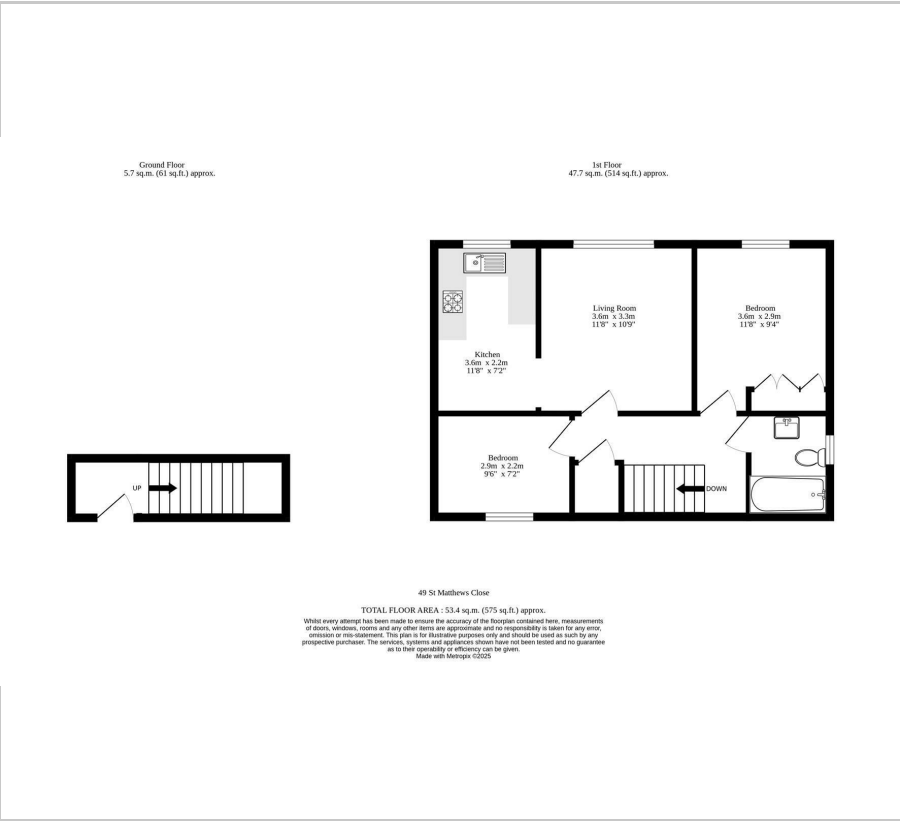 Ground Floor
5.7 sq.m. (61 sq.ft.) approx.
1st Floor
47.7 sq.m. (514 sq.ft.) approx.
Living Room
3.6m x 3.3m
11'8" x 10'9"
Bedroom
3.6m x 2.9m
11'8" x 9'4"
Kitchen
3.6m x 2.2m
11'8" x 7'2"
Bedroom
2.9m x 2.2m
9'6" x 7'2"
UP
DOWN
49 St Matthews Close
TOTAL FLOOR AREA : 53.4 sq.m. (575 sq.ft.) approx.
Whilst every attempt has been made to ensure the accuracy of the floorplan contained here, measurements
of doors, windows, rooms and any other items are approximate and no responsibility is taken for any error,
omission or mis-statement. This plan is for illustrative purposes only and should be used as such by any
prospective purchaser. The services, systems and appliances shown have not been tested and no guarantee
as to their operability or efficiency can be given.
Made with Metropix ©2025